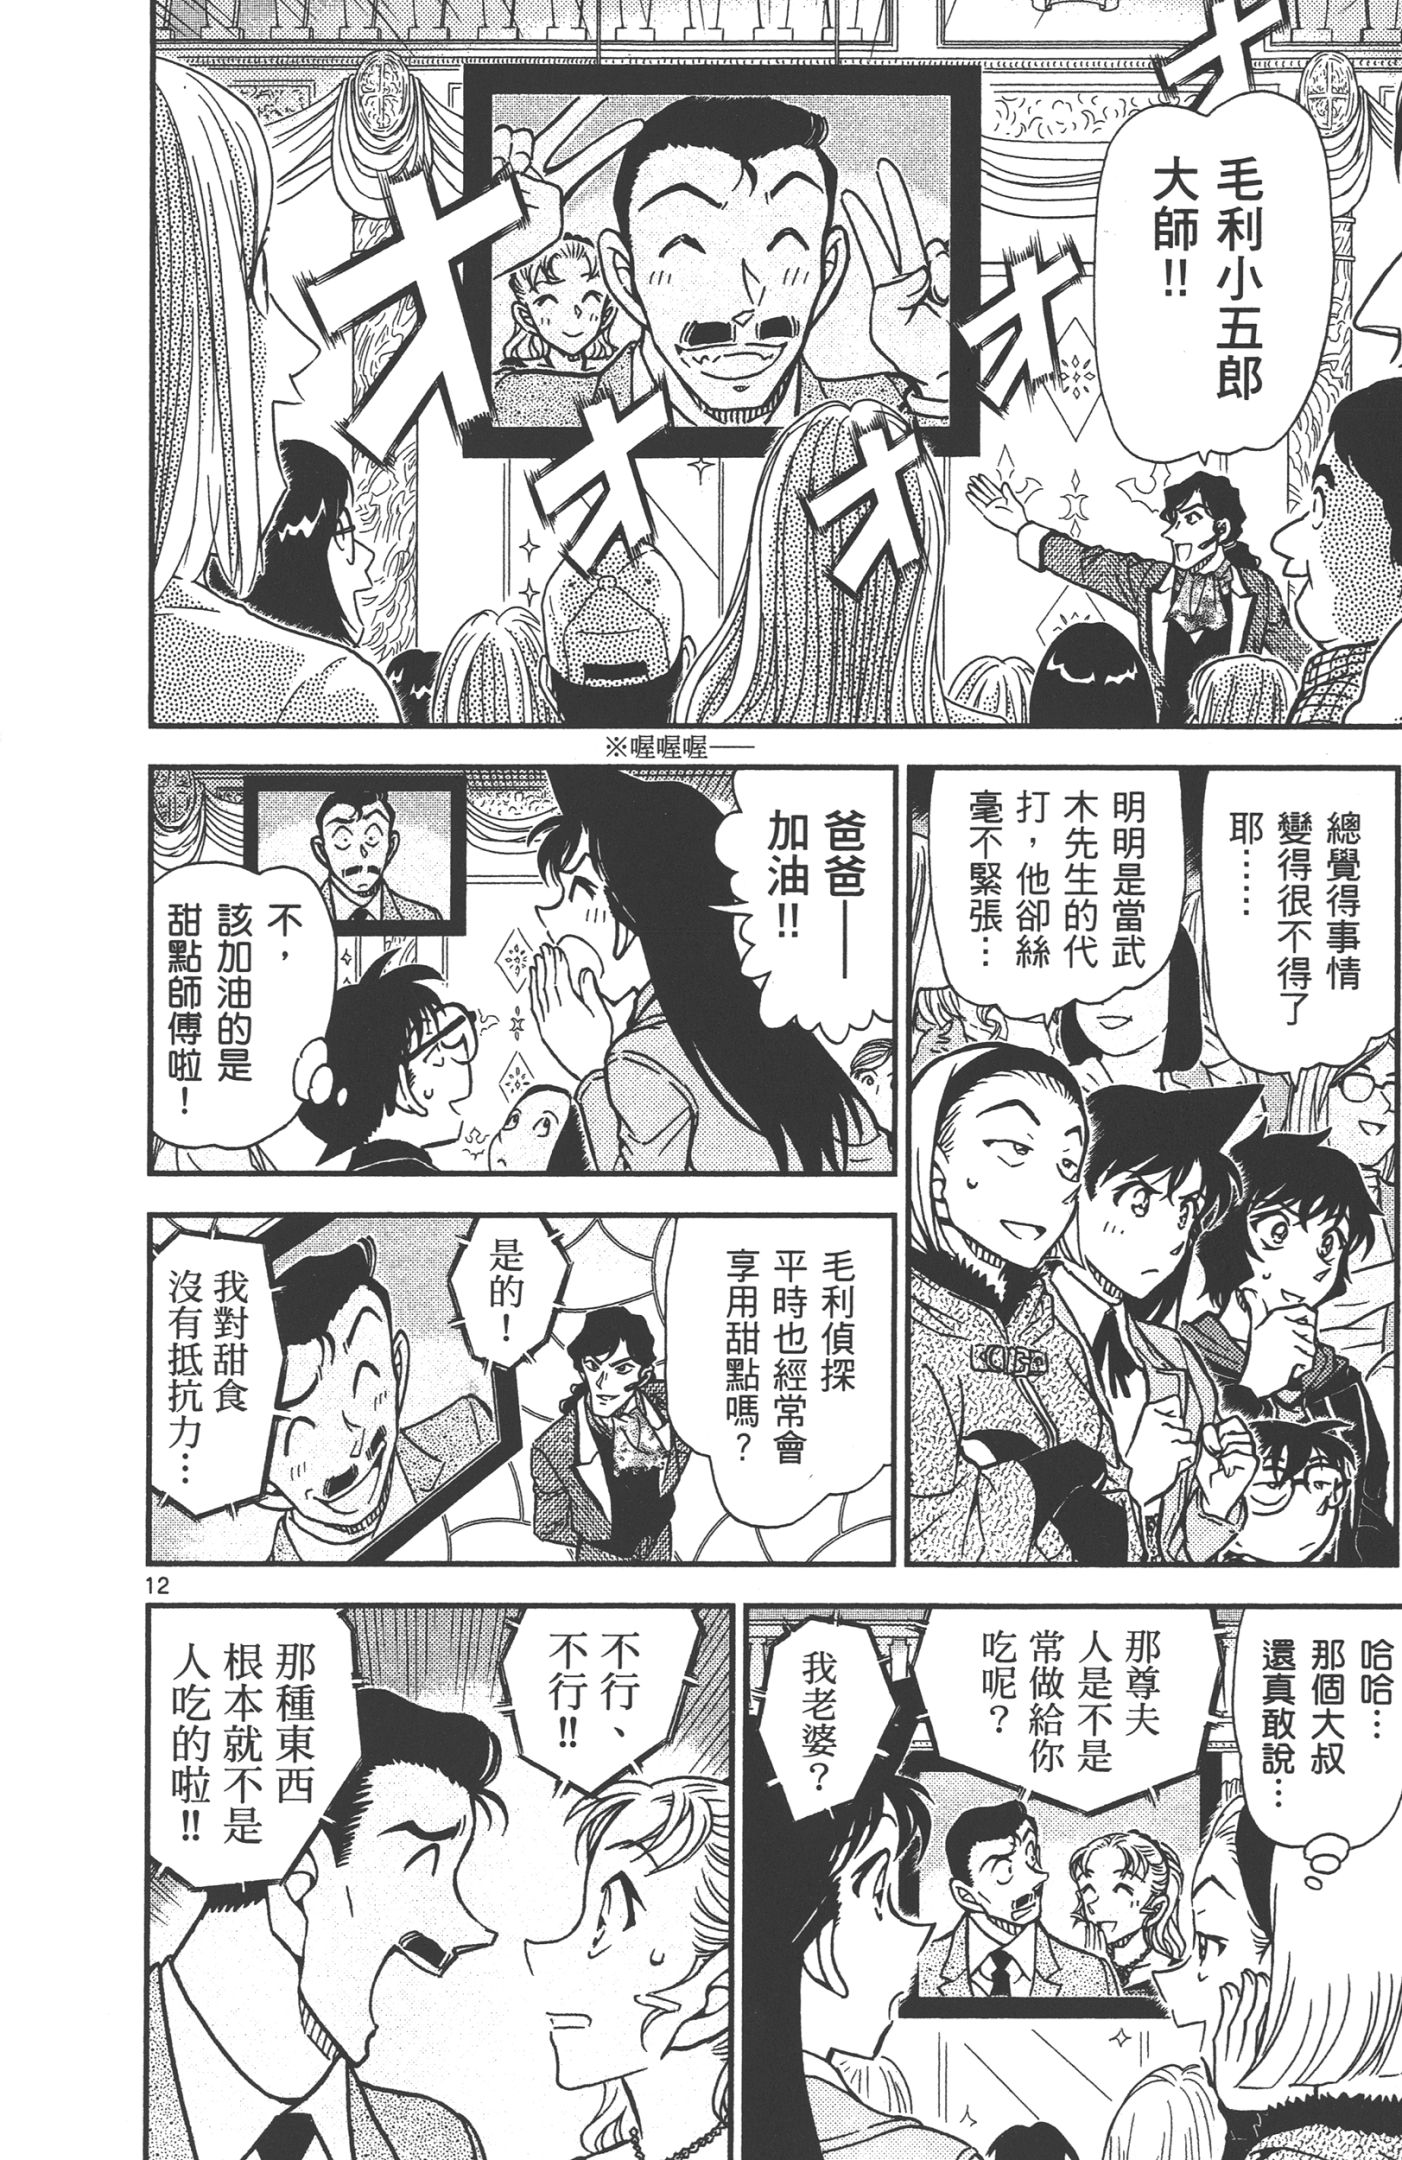 毛利小五郎
大師!!
オ
オ
オ
オ
オ
※喔喔喔——
總覺得事情
變得很不得了
耶……
明明是當武
木先生的代
打，他卻絲
毫不緊張…
爸爸——
加油!!
不，
該加油的是
甜點師傅啦！
毛利偵探
平時也經常會
享用甜點嗎？
是的！
我對甜食
沒有抵抗力…
12
哈哈…
那個大叔
還真敢說…
那尊夫
人是不是
常做給你
吃呢？
我老婆？
不行、
不行!!
那種東西
根本就不是
人吃的啦!!